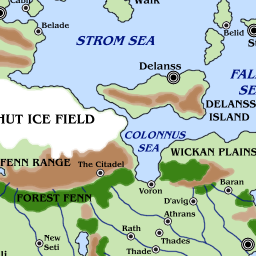 Walk
Belade
Belid
St
STROM SEA
Delanss
FAL
SE
DELANSS
ISLAND
HUT ICE FIELD
COLONNUS
SEA
WICKAN PLAINS
FENN RANGE
The Citadel
Voron
Baran
FOREST FENN
D'avig
Athrans
New
Seti
Rath
Thades
Thade